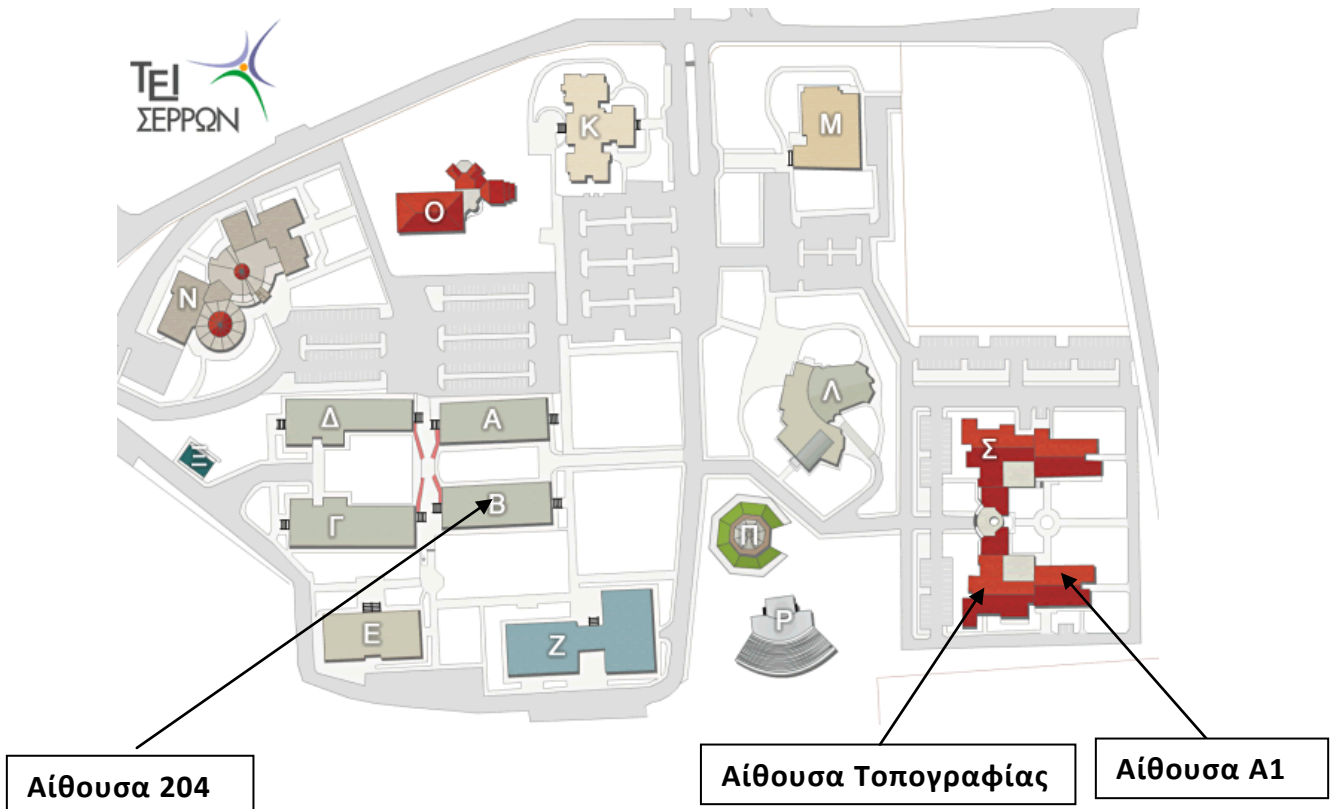 ΤΕΙ
ΣΕΡΡΩΝ
Κ
Μ
Ο
Ν
Λ
Δ
Α
Σ
Ξ
Β
Γ
Π
Ε
Ζ
Ρ
Αίθουσα 204
Αίθουσα Τοπογραφίας
Αίθουσα Α1